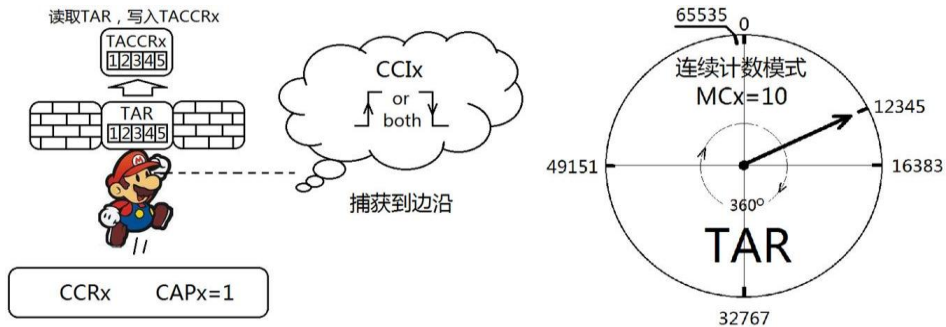 读取TAR，写入TACCRx
TACCRx
12345
TAR
12345
M
CCIx
or
both
捕获到边沿
CCRx CAPx=1
65535
0
连续计数模式
MCx=10
12345
49151
16383
360°
TAR
32767